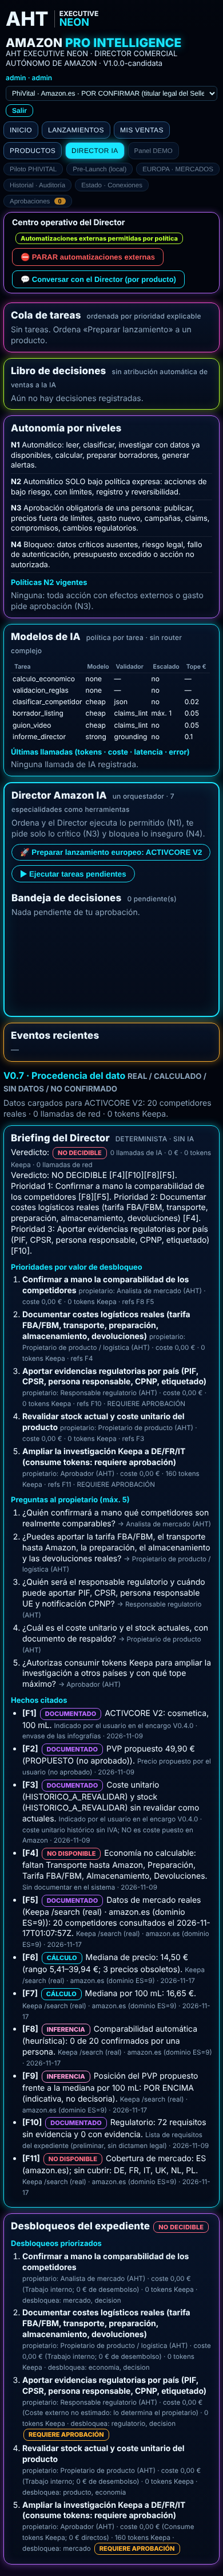 AHT EXECUTIVE
NEON
AMAZON PRO INTELLIGENCE
AHT EXECUTIVE NEON · DIRECTOR COMERCIAL
AUTÓNOMO DE AMAZON · V1.0.0-candidata
admin · admin
PhiVital · Amazon.es · POR CONFIRMAR (titular legal del Selle
Salir
INICIO LANZAMIENTOS MIS VENTAS
PRODUCTOS DIRECTOR IA Panel DEMO
Piloto PHIVITAL Pre-Launch (local) EUROPA · MERCADOS
Historial · Auditoría Estado · Conexiones
Aprobaciones 0
Centro operativo del Director
Automatizaciones externas permitidas por política
⛔ PARAR automatizaciones externas
💬 Conversar con el Director (por producto)
Cola de tareas ordenada por prioridad explicable
Sin tareas. Ordena «Preparar lanzamiento» a un
producto.
Libro de decisiones sin atribución automática de
ventas a la IA
Aún no hay decisiones registradas.
Autonomía por niveles
N1 Automático: leer, clasificar, investigar con datos ya
disponibles, calcular, preparar borradores, generar
alertas.
N2 Automático SOLO bajo política expresa: acciones de
bajo riesgo, con límites, registro y reversibilidad.
N3 Aprobación obligatoria de una persona: publicar,
precios fuera de límites, gasto nuevo, campañas, claims,
compromisos, cambios regulatorios.
N4 Bloqueo: datos críticos ausentes, riesgo legal, fallo
de autenticación, presupuesto excedido o acción no
autorizada.
Políticas N2 vigentes
Ninguna: toda acción con efectos externos o gasto
pide aprobación (N3).
Modelos de IA política por tarea · sin router
complejo
Tarea Modelo Validador Escalado Tope €
calculo_economico none — no —
validacion_reglas none — no —
clasificar_competidor cheap json no 0.02
borrador_listing cheap claims_lint máx. 1 0.05
guion_video cheap claims_lint no 0.05
informe_director strong grounding no 0.1
Últimas llamadas (tokens · coste · latencia · error)
Ninguna llamada de IA registrada.
Director Amazon IA un orquestador · 7
especialidades como herramientas
Ordena y el Director ejecuta lo permitido (N1), te
pide solo lo crítico (N3) y bloquea lo inseguro (N4).
🚀 Preparar lanzamiento europeo: ACTIVCORE V2
▶ Ejecutar tareas pendientes
Bandeja de decisiones 0 pendiente(s)
Nada pendiente de tu aprobación.
Eventos recientes
—
V0.7 · Procedencia del dato REAL / CALCULADO /
SIN DATOS / NO CONFIRMADO
Datos cargados para ACTIVCORE V2: 20 competidores
reales · 0 llamadas de red · 0 tokens Keepa.
Briefing del Director DETERMINISTA · SIN IA
Veredicto: NO DECIDIBLE 0 llamadas de IA · 0 € · 0 tokens
Keepa · 0 llamadas de red
Veredicto: NO DECIDIBLE [F4][F10][F8][F5].
Prioridad 1: Confirmar a mano la comparabilidad de
los competidores [F8][F5]. Prioridad 2: Documentar
costes logísticos reales (tarifa FBA/FBM, transporte,
preparación, almacenamiento, devoluciones) [F4].
Prioridad 3: Aportar evidencias regulatorias por país
(PIF, CPSR, persona responsable, CPNP, etiquetado)
[F10].
Prioridades por valor de desbloqueo
1. Confirmar a mano la comparabilidad de los
competidores propietario: Analista de mercado (AHT) ·
coste 0,00 € · 0 tokens Keepa · refs F8 F5
2. Documentar costes logísticos reales (tarifa
FBA/FBM, transporte, preparación,
almacenamiento, devoluciones) propietario:
Propietario de producto / logística (AHT) · coste 0,00 € · 0
tokens Keepa · refs F4
3. Aportar evidencias regulatorias por país (PIF,
CPSR, persona responsable, CPNP, etiquetado)
propietario: Responsable regulatorio (AHT) · coste 0,00 € ·
0 tokens Keepa · refs F10 · REQUIERE APROBACIÓN
4. Revalidar stock actual y coste unitario del
producto propietario: Propietario de producto (AHT) ·
coste 0,00 € · 0 tokens Keepa · refs F3
5. Ampliar la investigación Keepa a DE/FR/IT
(consume tokens: requiere aprobación)
propietario: Aprobador (AHT) · coste 0,00 € · 160 tokens
Keepa · refs F11 · REQUIERE APROBACIÓN
Preguntas al propietario (máx. 5)
1. ¿Quién confirmará a mano qué competidores son
realmente comparables? → Analista de mercado (AHT)
2. ¿Puedes aportar la tarifa FBA/FBM, el transporte
hasta Amazon, la preparación, el almacenamiento
y las devoluciones reales? → Propietario de producto /
logística (AHT)
3. ¿Quién será el responsable regulatorio y cuándo
puede aportar PIF, CPSR, persona responsable
UE y notificación CPNP? → Responsable regulatorio
(AHT)
4. ¿Cuál es el coste unitario y el stock actuales, con
documento de respaldo? → Propietario de producto
(AHT)
5. ¿Autorizas consumir tokens Keepa para ampliar la
investigación a otros países y con qué tope
máximo? → Aprobador (AHT)
Hechos citados
• [F1] DOCUMENTADO ACTIVCORE V2: cosmetica,
100 mL. Indicado por el usuario en encargo V0.4.0 ·
envase de las infografías · 2026-11-09
• [F2] DOCUMENTADO PVP propuesto 49,90 €
(PROPUESTO (no aprobado)). Precio propuesto por el
usuario (no aprobado) · 2026-11-09
• [F3] DOCUMENTADO Coste unitario
(HISTORICO_A_REVALIDAR) y stock
(HISTORICO_A_REVALIDAR) sin revalidar como
actuales. Indicado por el usuario en el encargo V0.4.0 ·
coste unitario histórico sin IVA; NO es coste puesto en
Amazon · 2026-11-09
• [F4] NO DISPONIBLE Economía no calculable:
faltan Transporte hasta Amazon, Preparación,
Tarifa FBA/FBM, Almacenamiento, Devoluciones.
Sin documentar en el sistema · 2026-11-09
• [F5] DOCUMENTADO Datos de mercado reales
(Keepa /search (real) · amazon.es (dominio
ES=9)): 20 competidores consultados el 2026-11-
17T01:07:57Z. Keepa /search (real) · amazon.es (dominio
ES=9) · 2026-11-17
• [F6] CÁLCULO Mediana de precio: 14,50 €
(rango 5,41–39,94 €; 3 precios obsoletos). Keepa
/search (real) · amazon.es (dominio ES=9) · 2026-11-17
• [F7] CÁLCULO Mediana por 100 mL: 16,65 €.
Keepa /search (real) · amazon.es (dominio ES=9) · 2026-11-
17
• [F8] INFERENCIA Comparabilidad automática
(heurística): 0 de 20 confirmados por una
persona. Keepa /search (real) · amazon.es (dominio ES=9)
· 2026-11-17
• [F9] INFERENCIA Posición del PVP propuesto
frente a la mediana por 100 mL: POR ENCIMA
(indicativa, no decisoria). Keepa /search (real) ·
amazon.es (dominio ES=9) · 2026-11-17
• [F10] DOCUMENTADO Regulatorio: 72 requisitos
sin evidencia y 0 con evidencia. Lista de requisitos
del expediente (preliminar, sin dictamen legal) · 2026-11-09
• [F11] NO DISPONIBLE Cobertura de mercado: ES
(amazon.es); sin cubrir: DE, FR, IT, UK, NL, PL.
Keepa /search (real) · amazon.es (dominio ES=9) · 2026-11-
17
Desbloqueos del expediente NO DECIDIBLE
Desbloqueos priorizados
1. Confirmar a mano la comparabilidad de los
competidores
propietario: Analista de mercado (AHT) · coste 0,00 €
(Trabajo interno; 0 € de desembolso) · 0 tokens Keepa ·
desbloquea: mercado, decision
2. Documentar costes logísticos reales (tarifa
FBA/FBM, transporte, preparación,
almacenamiento, devoluciones)
propietario: Propietario de producto / logística (AHT) · coste
0,00 € (Trabajo interno; 0 € de desembolso) · 0 tokens
Keepa · desbloquea: economia, decision
3. Aportar evidencias regulatorias por país (PIF,
CPSR, persona responsable, CPNP, etiquetado)
propietario: Responsable regulatorio (AHT) · coste 0,00 €
(Coste externo no estimado: lo determina el propietario) · 0
tokens Keepa · desbloquea: regulatorio, decision
REQUIERE APROBACIÓN
4. Revalidar stock actual y coste unitario del
producto
propietario: Propietario de producto (AHT) · coste 0,00 €
(Trabajo interno; 0 € de desembolso) · 0 tokens Keepa ·
desbloquea: producto, economia
5. Ampliar la investigación Keepa a DE/FR/IT
(consume tokens: requiere aprobación)
propietario: Aprobador (AHT) · coste 0,00 € (Consume
tokens Keepa; 0 € directos) · 160 tokens Keepa ·
desbloquea: mercado REQUIERE APROBACIÓN